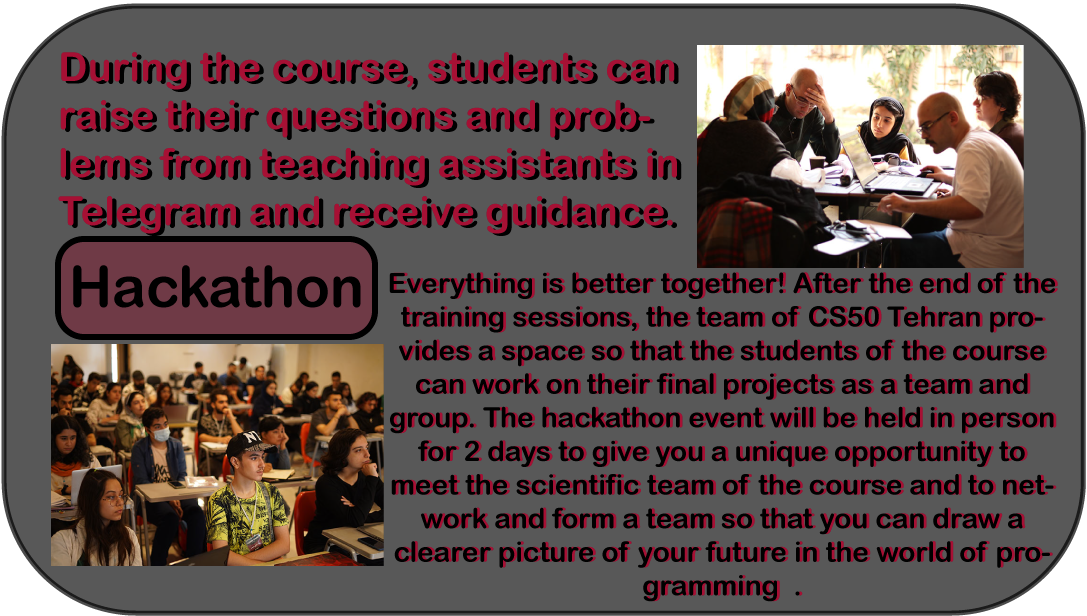 During the course, students can
raise their questions and prob-
lems from teaching assistants in
Telegram and receive guidance.
Hackathon
Everything is better together! After the end of the
training sessions, the team of CS50 Tehran pro-
vides a space so that the students of the course
can work on their final projects as a team and
group. The hackathon event will be held in person
for 2 days to give you a unique opportunity to
meet the scientific team of the course and to net-
work and form a team so that you can draw a
clearer picture of your future in the world of pro-
gramming .